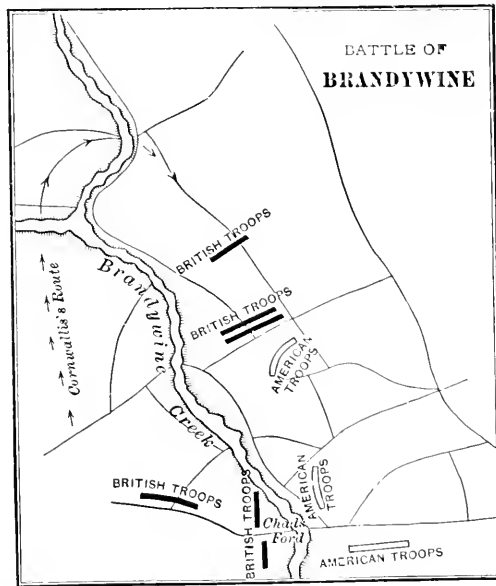 BATTLE OF
BRANDYWINE
BRITISH TROOPS
Brandywine
Creek
Cornwallis's Route
BRITISH TROOPS
AMERICAN
TROOPS
BRITISH TROOPS
BRITISH TROOPS
AMERICAN
TROOPS
Chads
Ford
AMERICAN TROOPS